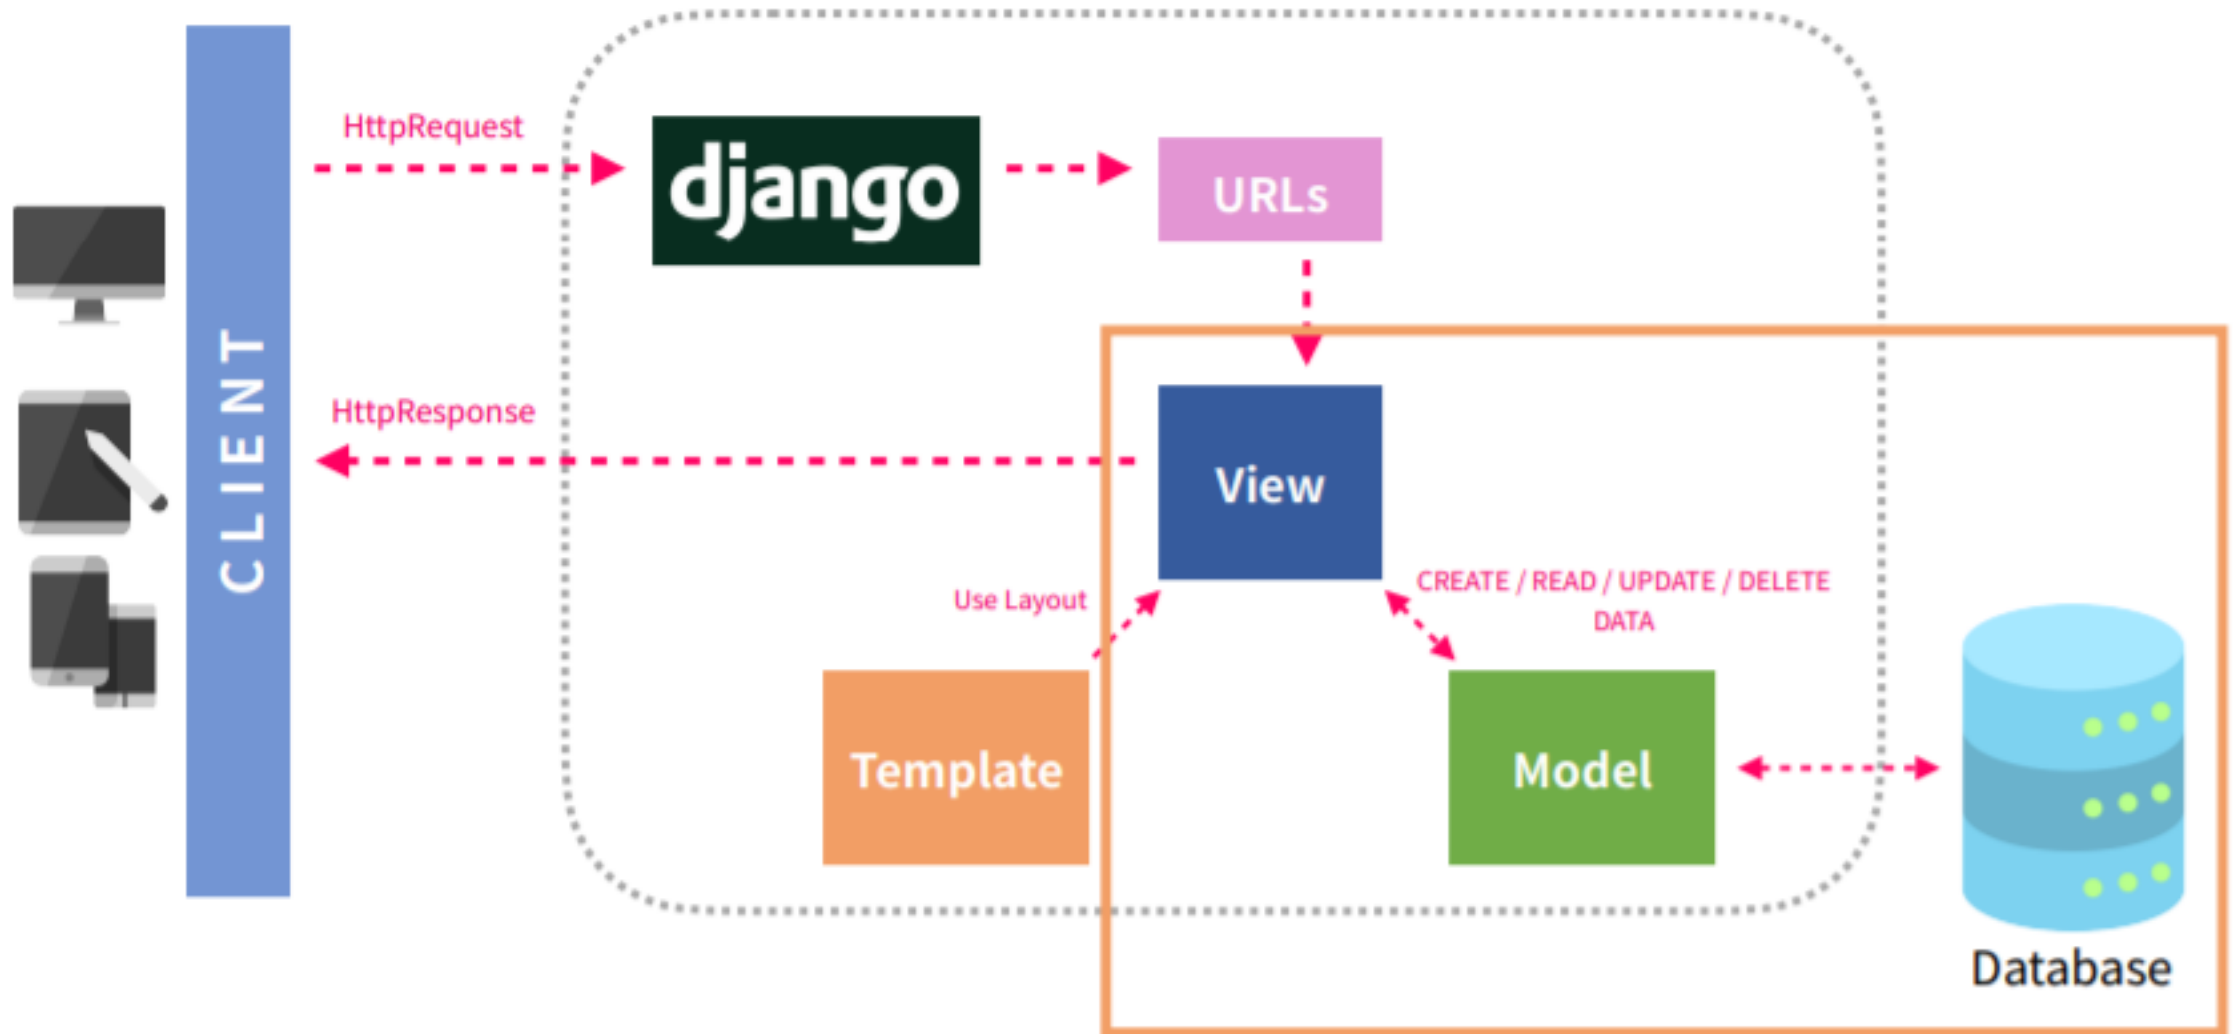 HttpRequest
django
URLs
CLIENT
HttpResponse
View
Use Layout
CREATE / READ / UPDATE / DELETE
DATA
Template
Model
Database